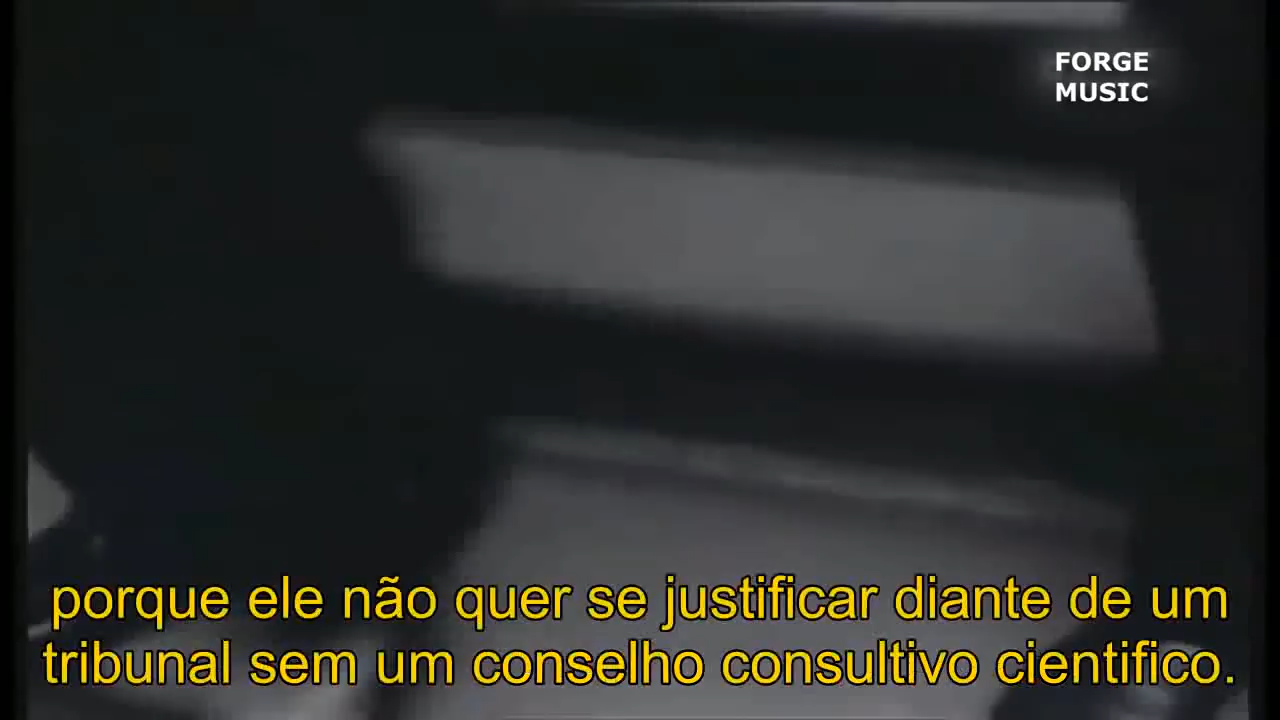 FORGE
MUSIC
porque ele não quer se justificar diante de um
tribunal sem um conselho consultivo cientifico.